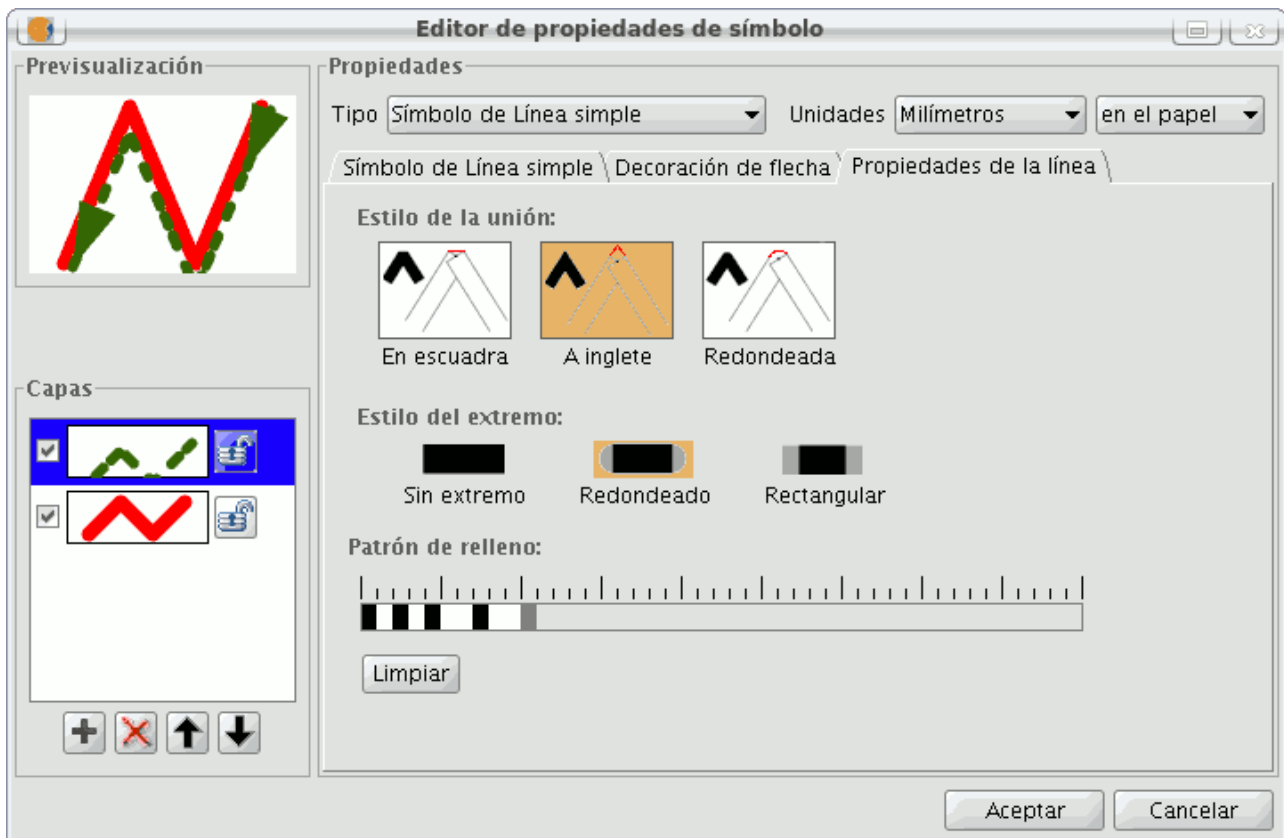 Editor de propiedades de símbolo
Previsualización
Propiedades
Tipo Símbolo de Línea simple Unidades Milímetros en el papel
Símbolo de Línea simple Decoración de flecha Propiedades de la línea
Estilo de la unión:
En escuadra A inglete Redondeada
Capas
Estilo del extremo:
Sin extremo Redondeado Rectangular
Patrón de relleno:
Limpiar
Aceptar Cancelar